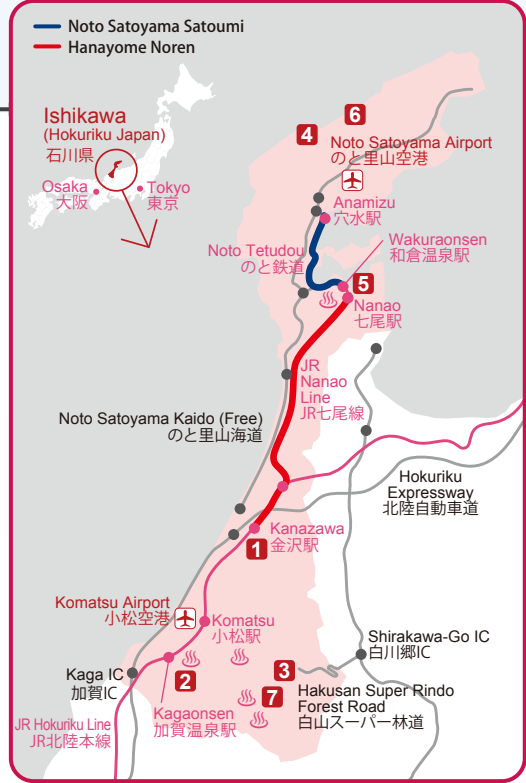 Noto Satoyama Satoumi
Hanayome Noren
Ishikawa
(Hokuriku Japan)
石川県
Osaka
大阪
Tokyo
東京
4
6
Noto Satoyama Airport
のと里山空港
Anamizu
穴水駅
Noto Tetudou
のと鉄道
Wakuraonsen
和倉温泉駅
5
Nanao
七尾駅
JR
Nanao
Line
JR七尾線
Noto Satoyama Kaido (Free)
のと里山海道
Hokuriku
Expressway
北陸自動車道
Kanazawa
金沢駅
1
Komatsu Airport
小松空港
Komatsu
小松駅
Shirakawa-Go IC
白川郷IC
Kaga IC
加賀IC
2
3
7
Hakusan Super Rindo
Forest Road
白山スーパー林道
Kagaonsen
加賀温泉駅
JR Hokuriku Line
JR北陸本線